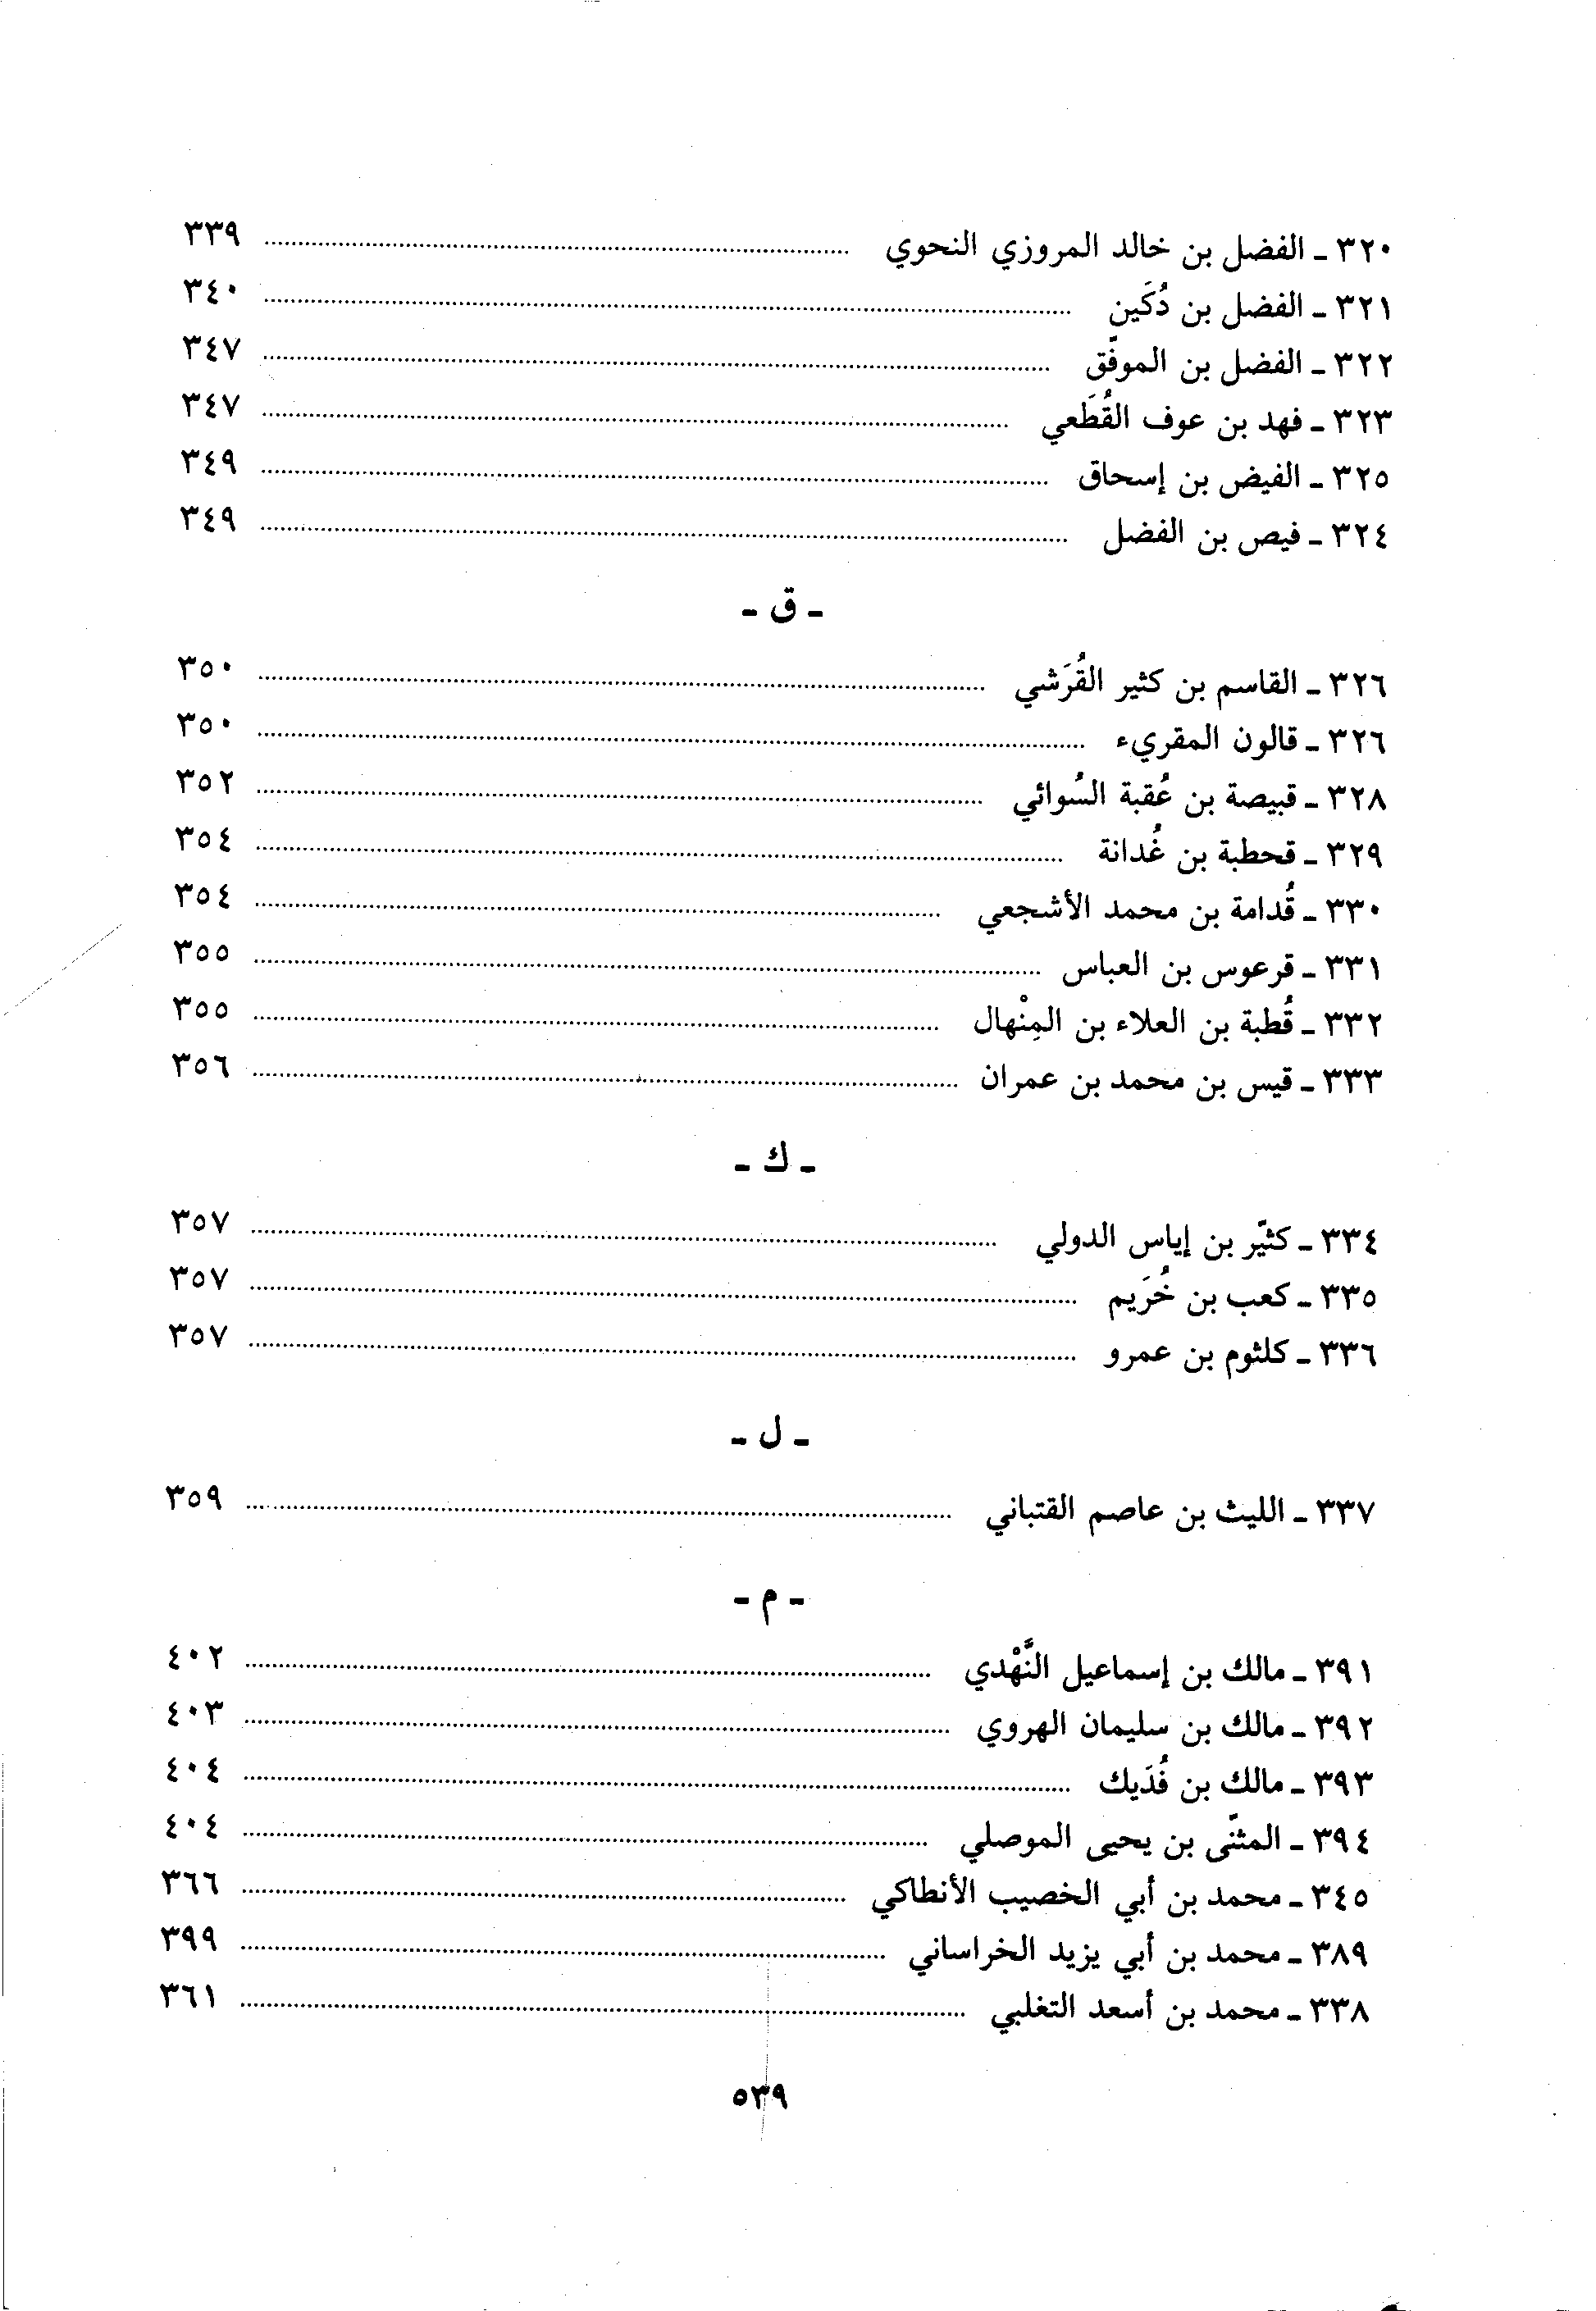 ٣٢٠ - الفضل بن خالد المروزي النحوي ........ ٣٣٩
٣٢١ - الفضل بن دُكَين ........ ٣٤٠
٣٢٢ - الفضل بن الموفّق ........ ٣٤٧
٣٢٣ - فهد بن عوف القُطَعي ........ ٣٤٧
٣٢٥ - الفيض بن إسحاق ........ ٣٤٩
٣٢٤ - فيص بن الفضل ........ ٣٤٩
- ق -
٣٢٦ - القاسم بن كثير القُرَشي ........ ٣٥٠
٣٢٦ - قالون المقريء ........ ٣٥٠
٣٢٨ - قبيصة بن عُقبة السُوائي ........ ٣٥٢
٣٢٩ - قحطبة بن غُدانة ........ ٣٥٤
٣٣٠ - قُدامة بن محمد الأشجعي ........ ٣٥٤
٣٣١ - قرعوس بن العباس ........ ٣٥٥
٣٣٢ - قُطبة بن العلاء بن المِنْهال ........ ٣٥٥
٣٣٣ - قيس بن محمد بن عمران ........ ٣٥٦
- ك -
٣٣٤ - كثيّر بن إياس الدولي ........ ٣٥٧
٣٣٥ - كعب بن خُرَيم ........ ٣٥٧
٣٣٦ - كلثوم بن عمرو ........ ٣٥٧
- ل -
٣٣٧ - الليث بن عاصم القتباني ........ ٣٥٩
- م -
٣٩١ - مالك بن إسماعيل النَّهْدي ........ ٤٠٢
٣٩٢ - مالك بن سليمان الهروي ........ ٤٠٣
٣٩٣ - مالك بن فُدَيك ........ ٤٠٤
٣٩٤ - المثنّى بن يحيى الموصلي ........ ٤٠٤
٣٤٥ - محمد بن أبي الخصيب الأنطاكي ........ ٣٦٦
٣٨٩ - محمد بن أبي يزيد الخراساني ........ ٣٩٩
٣٣٨ - محمد بن أسعد التغلبي ........ ٣٦١
٥٣٩